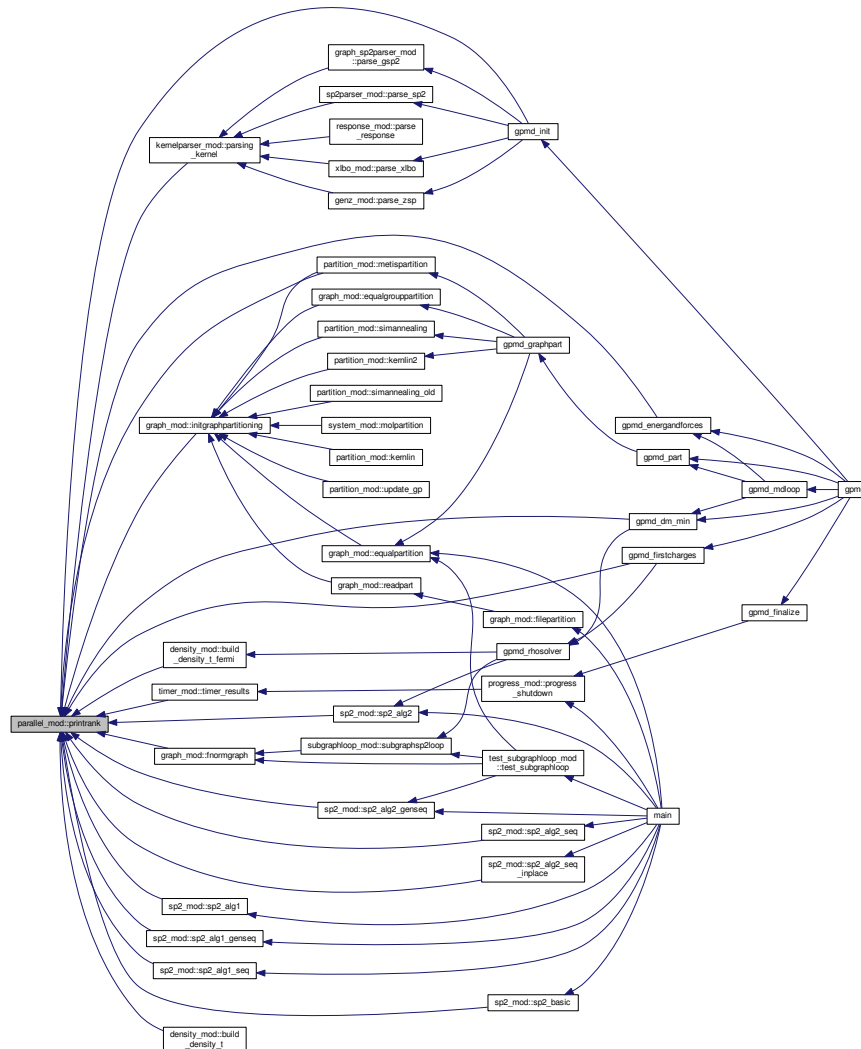 graph_sp2parser_mod
::parse_gsp2
sp2parser_mod::parse_sp2
response_mod::parse
_response
gpmd_init
kernelparser_mod::parsing
_kernel
xlbo_mod::parse_xlbo
genz_mod::parse_zsp
partition_mod::metispartition
graph_mod::equalgrouppartition
partition_mod::simannealing
gpmd_graphpart
partition_mod::kernlin2
partition_mod::simannealing_old
graph_mod::initgraphpartitioning
system_mod::molpartition
gpmd_energandforces
partition_mod::kernlin
gpmd_part
partition_mod::update_gp
gpmd_mdloop
gpmd
gpmd_dm_min
graph_mod::equalpartition
gpmd_firstcharges
graph_mod::readpart
graph_mod::filepartition
gpmd_finalize
density_mod::build
_density_t_fermi
gpmd_rhosolver
timer_mod::timer_results
progress_mod::progress
_shutdown
parallel_mod::printrank
sp2_mod::sp2_alg2
graph_mod::fnormgraph
subgraphloop_mod::subgraphsp2loop
test_subgraphloop_mod
::test_subgraphloop
sp2_mod::sp2_alg2_genseq
main
sp2_mod::sp2_alg2_seq
sp2_mod::sp2_alg2_seq
_inplace
sp2_mod::sp2_alg1
sp2_mod::sp2_alg1_genseq
sp2_mod::sp2_alg1_seq
sp2_mod::sp2_basic
density_mod::build
_density_t